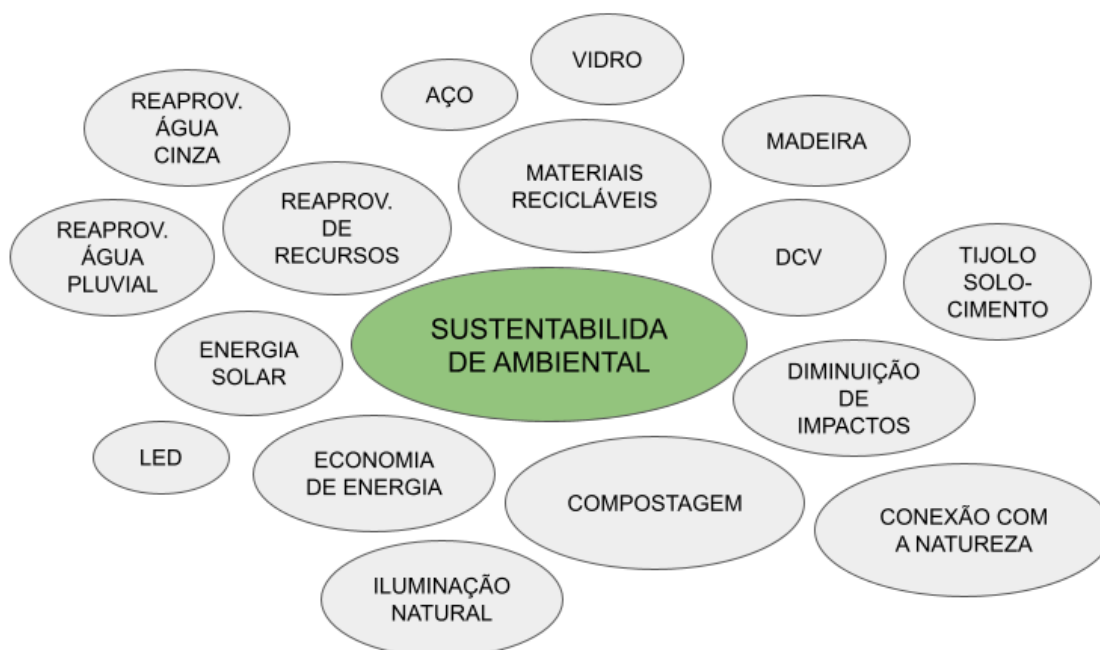 VIDRO
AÇO
REAPROV.
ÁGUA
CINZA
MADEIRA
MATERIAIS
RECICLÁVEIS
REAPROV.
DE
RECURSOS
REAPROV.
ÁGUA
PLUVIAL
DCV
TIJOLO
SOLO-
CIMENTO
SUSTENTABILIDA
DE AMBIENTAL
ENERGIA
SOLAR
DIMINUIÇÃO
DE
IMPACTOS
LED
ECONOMIA
DE ENERGIA
COMPOSTAGEM
CONEXÃO COM
A NATUREZA
ILUMINAÇÃO
NATURAL